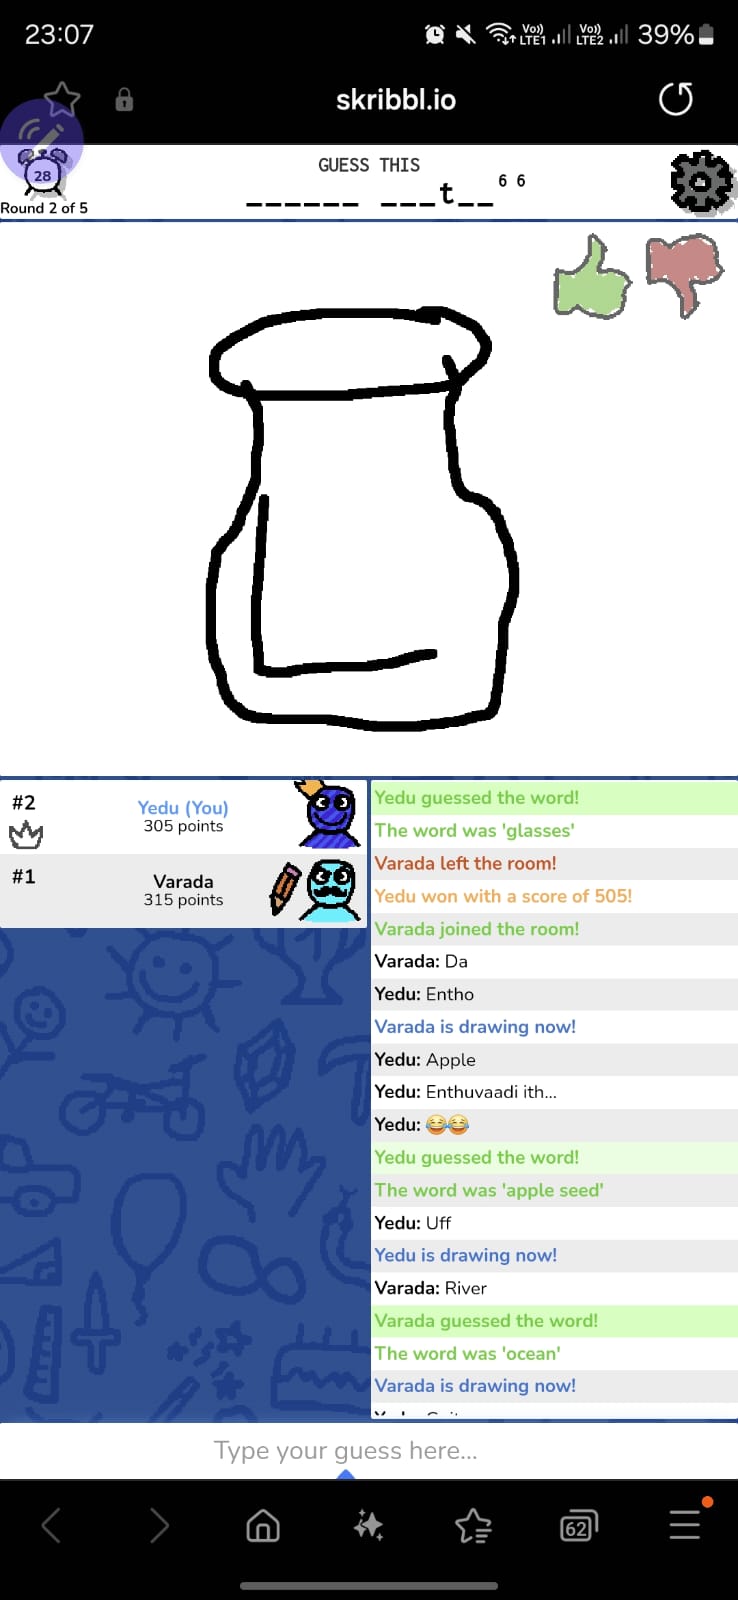 23:07
Vo)) LTE1 Vo)) LTE2 39%
skribbl.io
28
GUESS THIS
______ ___t__ 6 6
Round 2 of 5
#2
Yedu (You)
305 points
#1
Varada
315 points
Yedu guessed the word!
The word was 'glasses'
Varada left the room!
Yedu won with a score of 505!
Varada joined the room!
Varada: Da
Yedu: Entho
Varada is drawing now!
Yedu: Apple
Yedu: Enthuvaadi ith...
Yedu: 😂😂
Yedu guessed the word!
The word was 'apple seed'
Yedu: Uff
Yedu is drawing now!
Varada: River
Varada guessed the word!
The word was 'ocean'
Varada is drawing now!
Type your guess here...
62